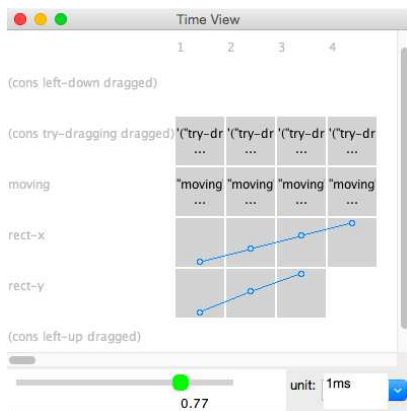 Time View
1 2 3 4
(cons left-down dragged)
(cons try-dragging dragged) '("try-dr '("try-dr '("try-dr '("try-dr
... ... ... ...
moving "moving "moving "moving "moving
... ... ... ...
rect-x
rect-y
(cons left-up dragged)
unit: 1ms
0.77